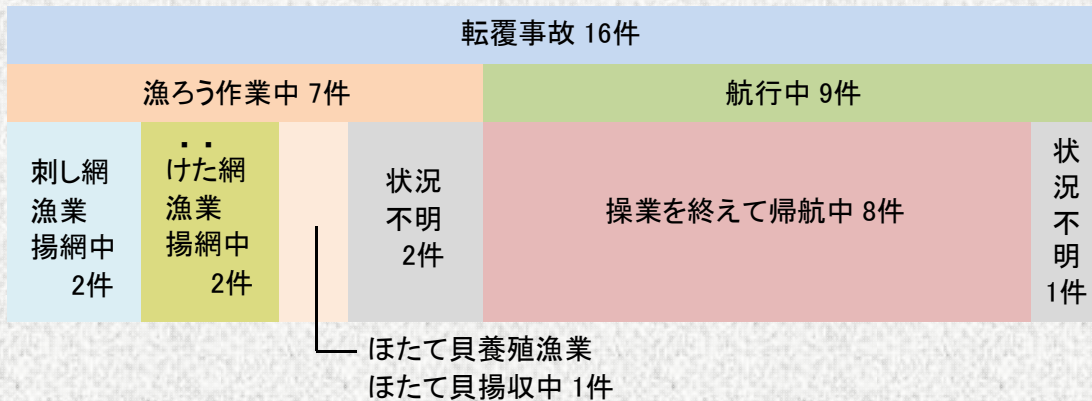 転覆事故 16件
漁ろう作業中 7件
航行中 9件
刺し網
漁業
揚網中
2件
けた網
漁業
揚網中
2件
状況
不明
2件
操業を終えて帰航中 8件
状
況
不
明
1件
ほたて貝養殖漁業
ほたて貝揚収中 1件